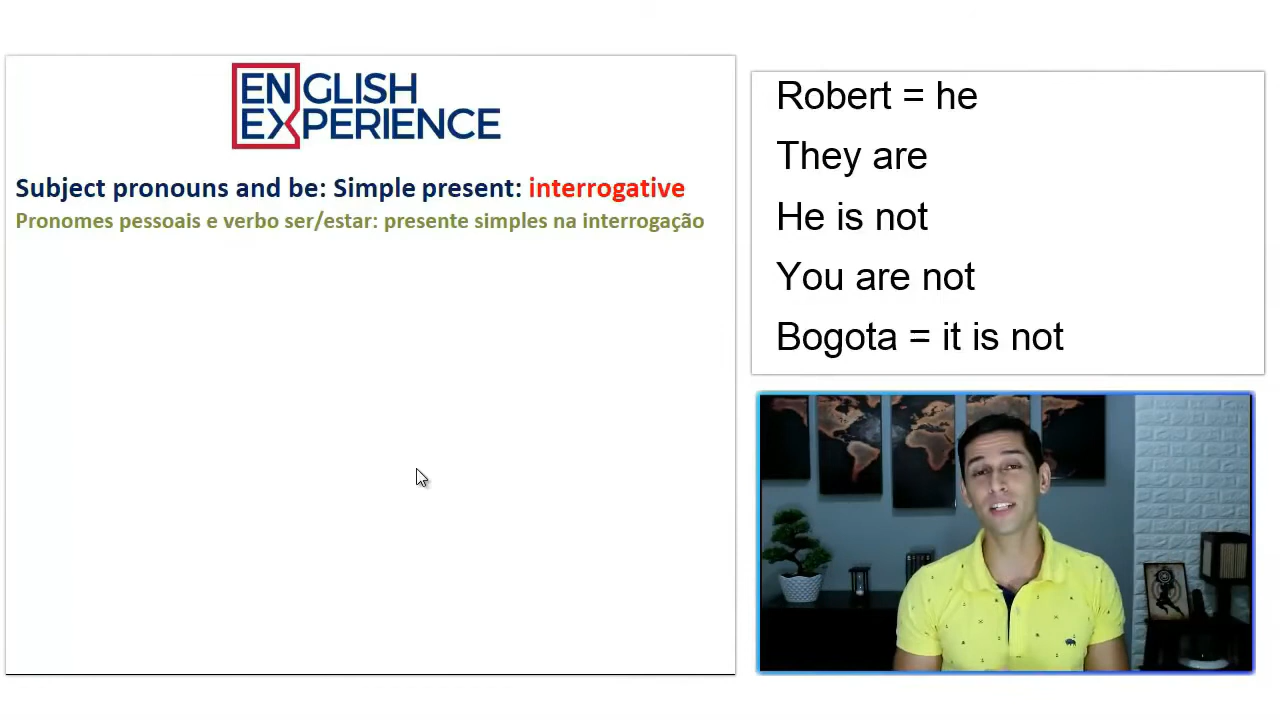 ENGLISH
EXPERIENCE
Subject pronouns and be: Simple present: interrogative
Pronomes pessoais e verbo ser/estar: presente simples na interrogação
Robert = he
They are
He is not
You are not
Bogota = it is not